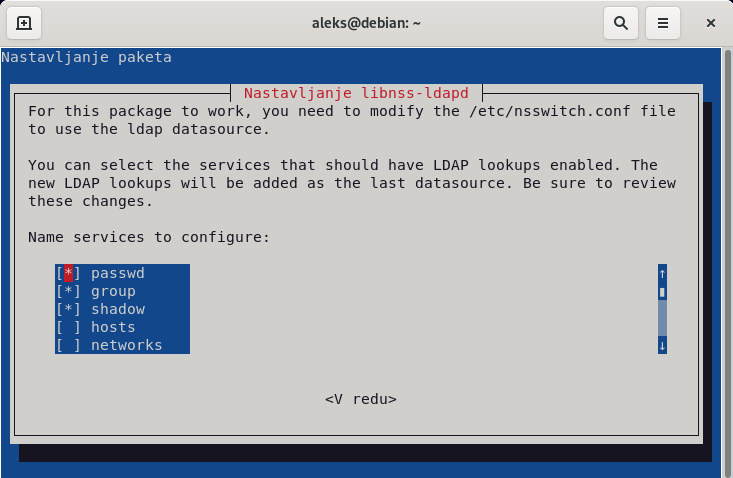 aleks@debian: ~
Nastavljanje paketa
Nastavljanje libnss-ldapd
For this package to work, you need to modify the /etc/nsswitch.conf file
to use the ldap datasource.
You can select the services that should have LDAP lookups enabled. The
new LDAP lookups will be added as the last datasource. Be sure to review
these changes.
Name services to configure:
[*] passwd
[*] group
[*] shadow
[ ] hosts
[ ] networks
<V redu>